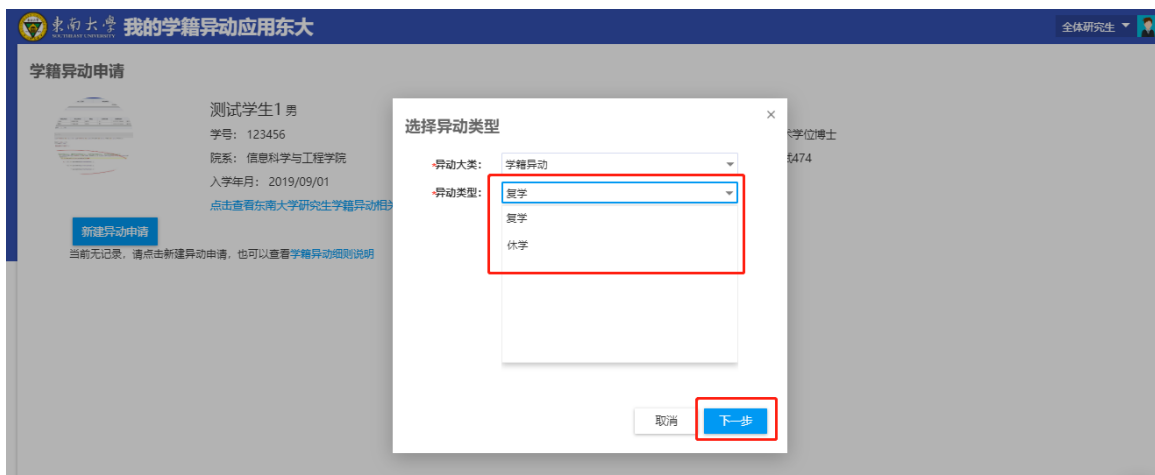 東南大學 我的学籍异动应用东大
SOUTHEAST UNIVERSITY
全体研究生
学籍异动申请
测试学生1 男
学号: 123456
院系: 信息科学与工程学院
入学年月: 2019/09/01
点击查看东南大学研究生学籍异动相
新建异动申请
当前无记录，请点击新建异动申请，也可以查看学籍异动细则说明
学位博士
474
选择异动类型
×
*异动大类: 学籍异动
*异动类型: 复学
复学
休学
取消
下一步